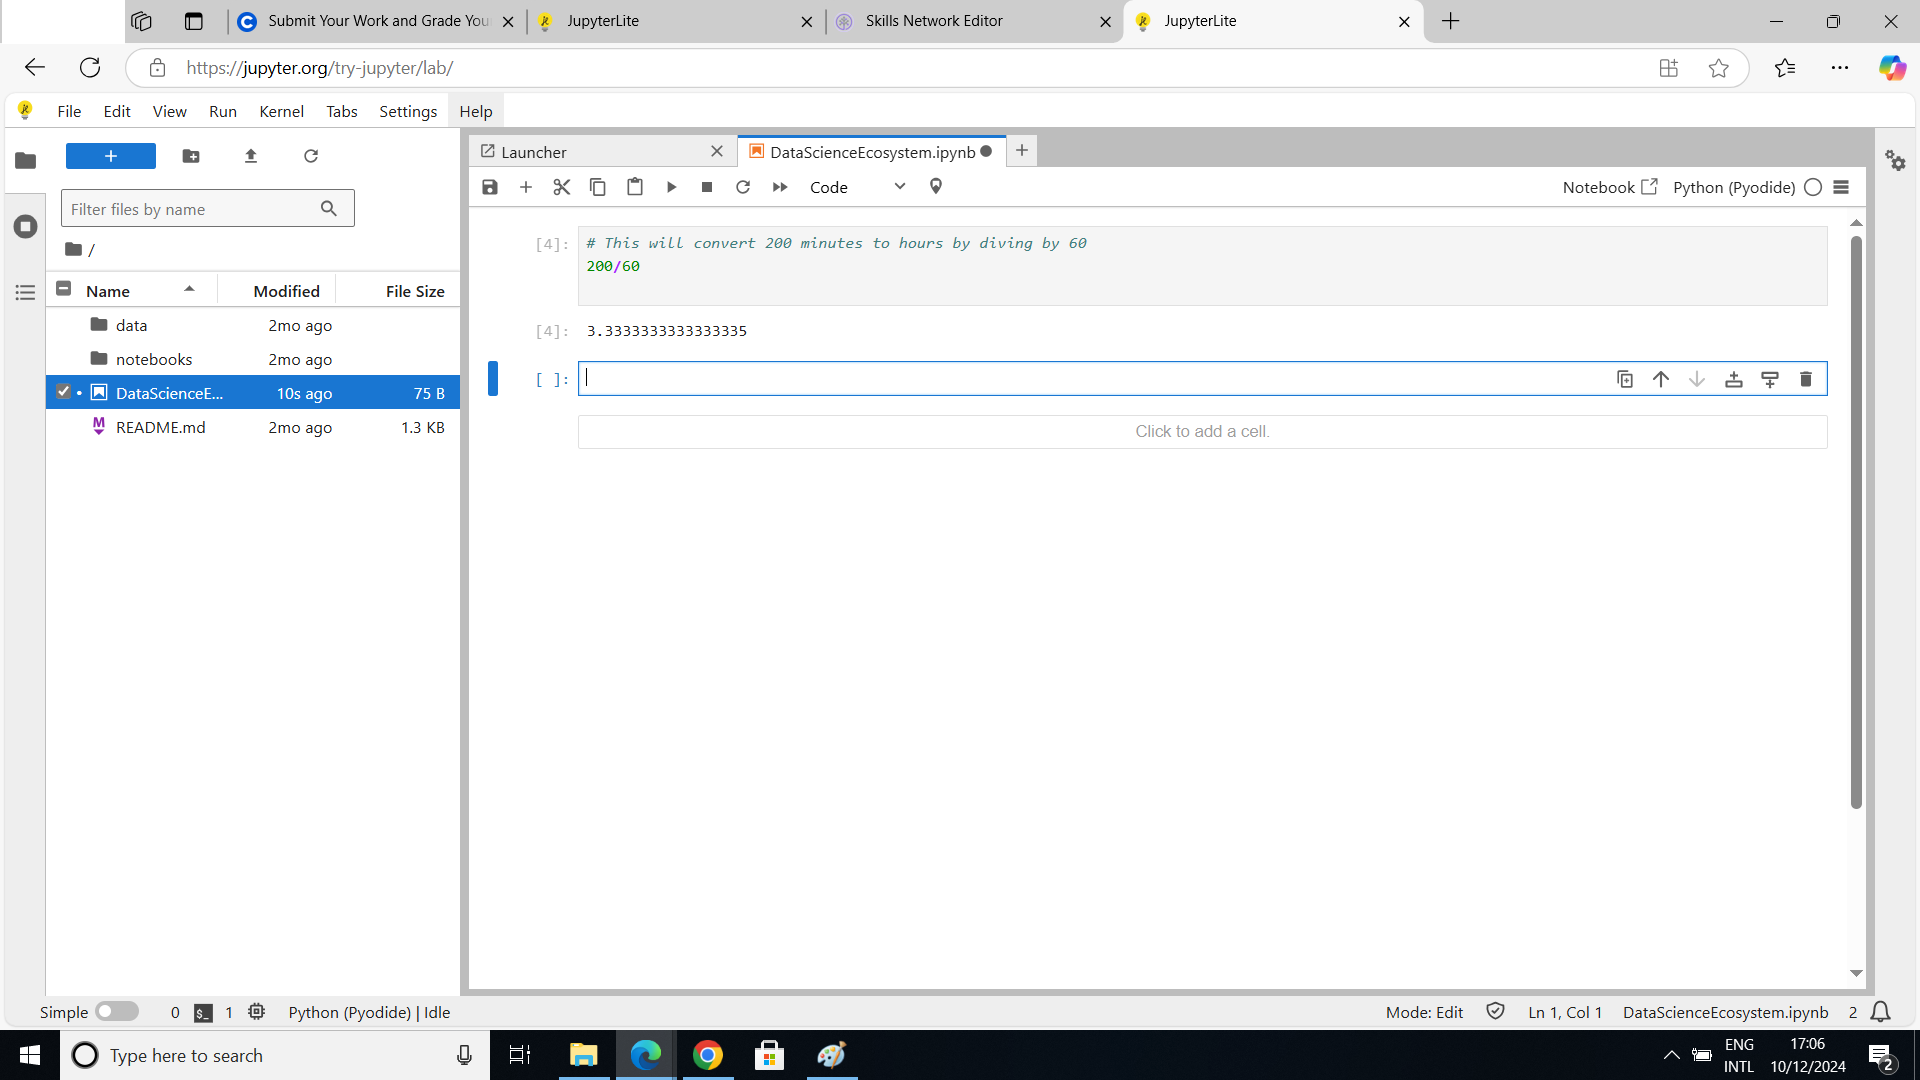 Submit Your Work and Grade You
JupyterLite
Skills Network Editor
JupyterLite
https://jupyter.org/try-jupyter/lab/
File Edit View Run Kernel Tabs Settings Help
Launcher
DataScienceEcosystem.ipynb
Code
Notebook
Python (Pyodide)
Filter files by name
/
Name Modified File Size
data 2mo ago
notebooks 2mo ago
DataScienceE... 10s ago 75 B
README.md 2mo ago 1.3 KB
[4]: # This will convert 200 minutes to hours by diving by 60
200/60
[4]: 3.3333333333333335
[ ]:
Click to add a cell.
Simple 0 1 Python (Pyodide) | Idle
Mode: Edit Ln 1, Col 1 DataScienceEcosystem.ipynb 2
Type here to search
ENG
INTL
17:06
10/12/2024
2